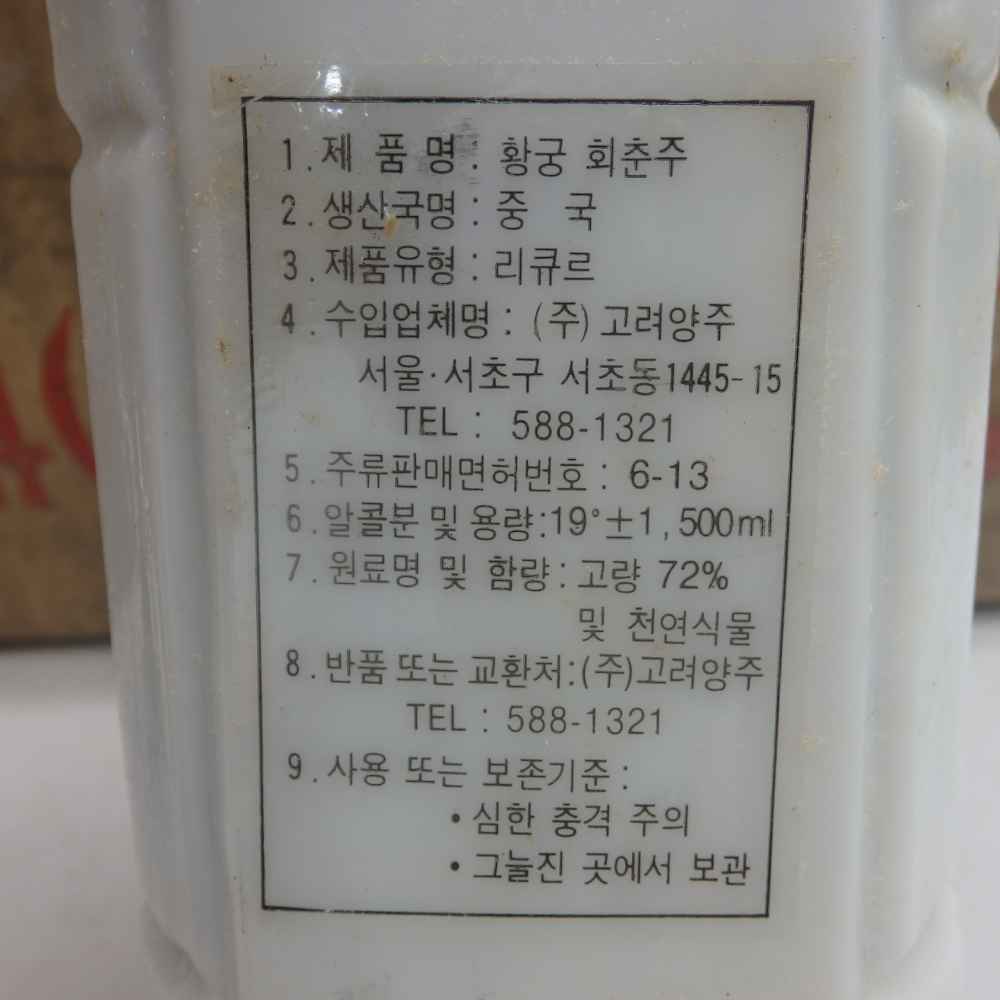 1. 제 품 명 : 황궁 회춘주
2. 생산국명 : 중 국
3. 제품유형 : 리큐르
4. 수입업체명 : (주) 고려양주
서울·서초구 서초동1445-15
TEL : 588-1321
5. 주류판매면허번호 : 6-13
6. 알콜분 및 용량:19°±1, 500ml
7. 원료명 및 함량 : 고량 72%
및 천연식물
8. 반품 또는 교환처:(주)고려양주
TEL : 588-1321
9. 사용 또는 보존기준 :
• 심한 충격 주의
• 그늘진 곳에서 보관